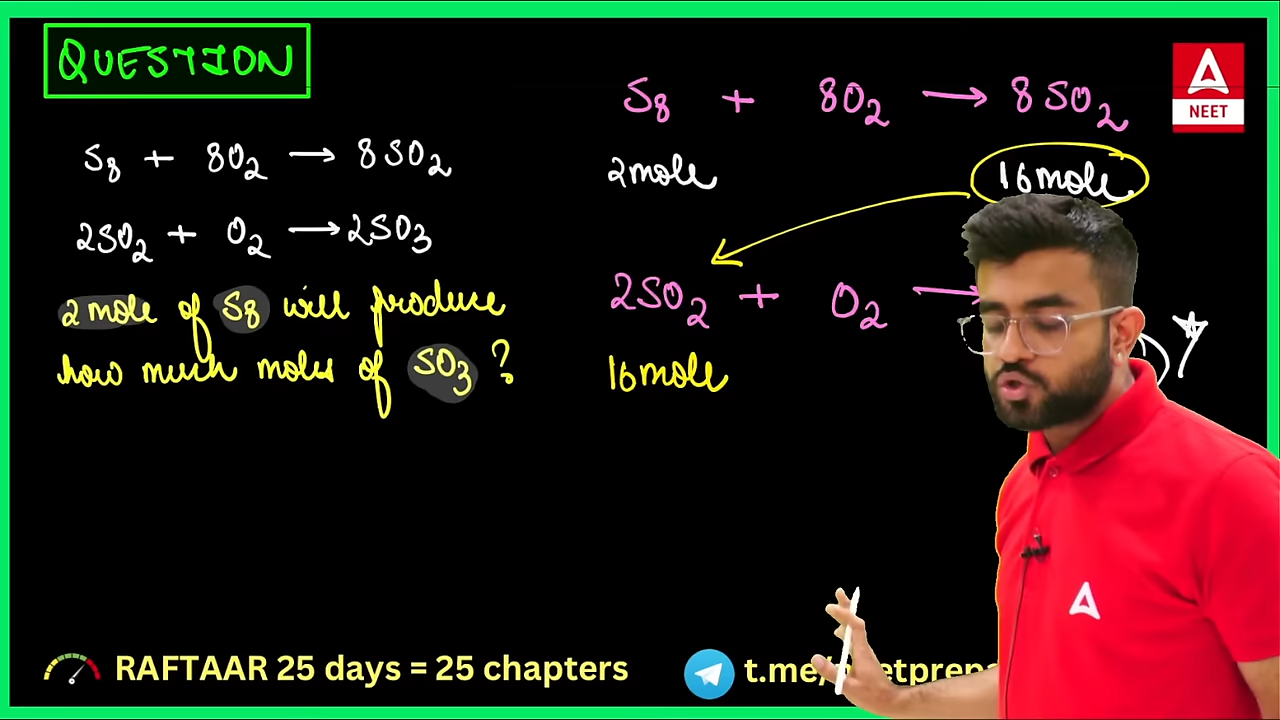 QUESTION
S8 + 8O2 → 8SO2
2SO2 + O2 → 2SO3
2 mole of S8 will produce
how much moles of SO3 ?
S8 + 8O2 → 8SO2
2mole 16mole
2SO2 + O2 →
16mole
NEET
RAFTAAR 25 days = 25 chapters